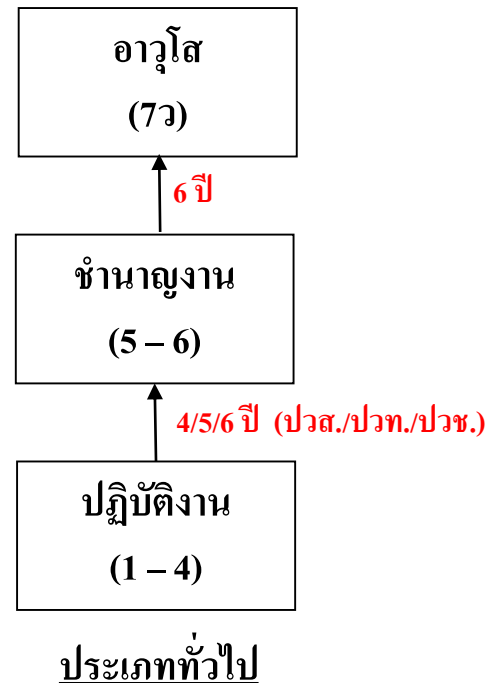 อาวุโส
(7ว)
6 ปี
ชำนาญงาน
(5 – 6)
4/5/6 ปี (ปวส./ปวท./ปวช.)
ปฏิบัติงาน
(1 – 4)
ประเภททั่วไป